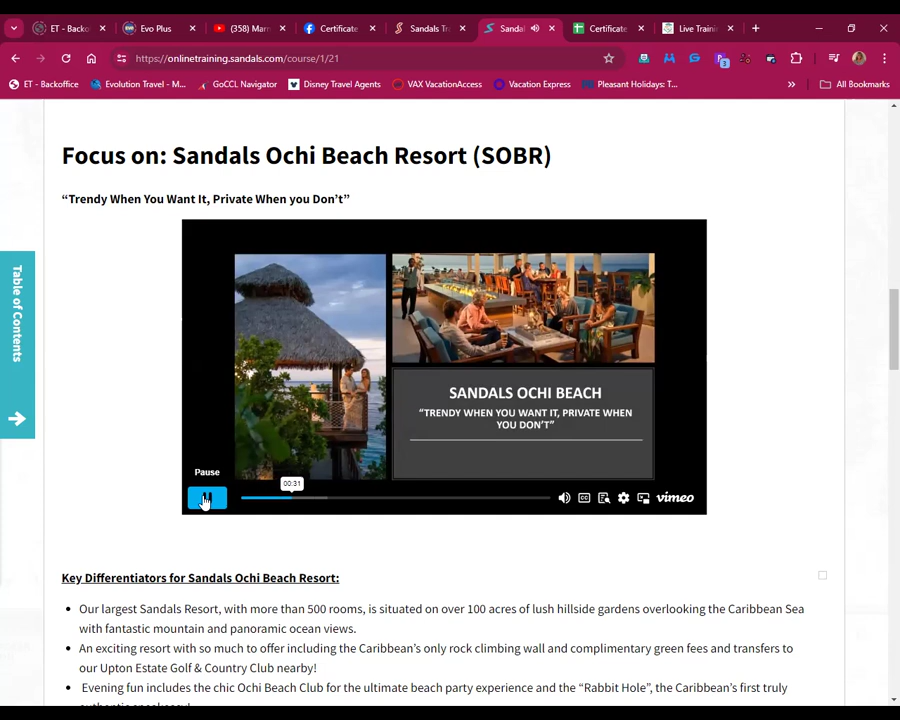 ET - Backo
Evo Plus
(358) Marr
Certificate
Sandals Tr
Sandal
Certificate
Live Trainin
https://onlinetraining.sandals.com/course/1/21
3
ET - Backoffice
Evolution Travel - M...
GoCCL Navigator
Disney Travel Agents
VAX VacationAccess
Vacation Express
Pleasant Holidays: T...
All Bookmarks
Focus on: Sandals Ochi Beach Resort (SOBR)
“Trendy When You Want It, Private When you Don’t”
Table of Contents
SANDALS OCHI BEACH
“TRENDY WHEN YOU WANT IT, PRIVATE WHEN
YOU DON’T”
Pause
00:31
CC
vimeo
Key Differentiators for Sandals Ochi Beach Resort:
Our largest Sandals Resort, with more than 500 rooms, is situated on over 100 acres of lush hillside gardens overlooking the Caribbean Sea
with fantastic mountain and panoramic ocean views.
An exciting resort with so much to offer including the Caribbean’s only rock climbing wall and complimentary green fees and transfers to
our Upton Estate Golf & Country Club nearby!
Evening fun includes the chic Ochi Beach Club for the ultimate beach party experience and the “Rabbit Hole”, the Caribbean’s first truly
authentic speakeasy!